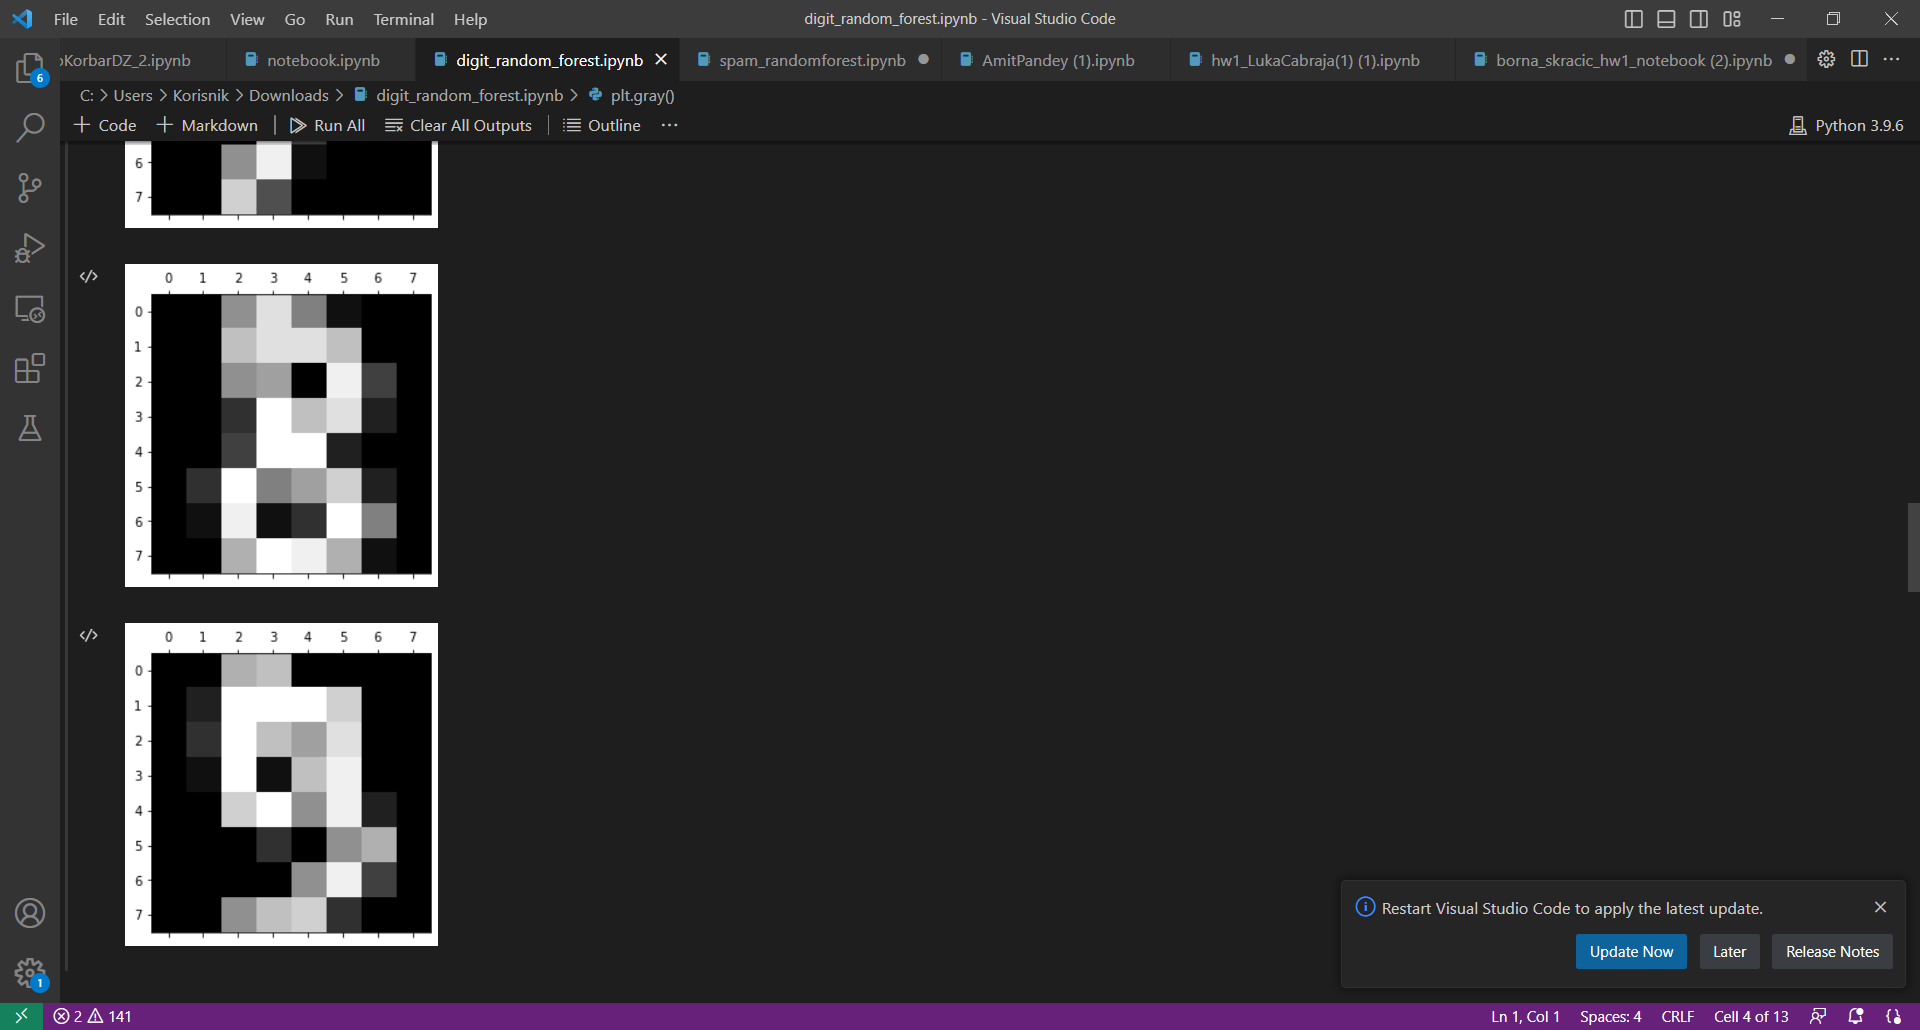 File Edit Selection View Go Run Terminal Help digit_random_forest.ipynb - Visual Studio Code
oKorbarDZ_2.ipynb notebook.ipynb digit_random_forest.ipynb spam_randomforest.ipynb AmitPandey (1).ipynb hw1_LukaCabraja(1) (1).ipynb borna_skracic_hw1_notebook (2).ipynb
C: > Users > Korisnik > Downloads > digit_random_forest.ipynb > plt.gray()
+ Code + Markdown Run All Clear All Outputs Outline ... Python 3.9.6
6
6
7
0 1 2 3 4 5 6 7
0
1
2
3
4
5
6
7
0 1 2 3 4 5 6 7
0
1
2
3
4
5
6
7
Restart Visual Studio Code to apply the latest update.
Update Now Later Release Notes
1
2 141 Ln 1, Col 1 Spaces: 4 CRLF Cell 4 of 13